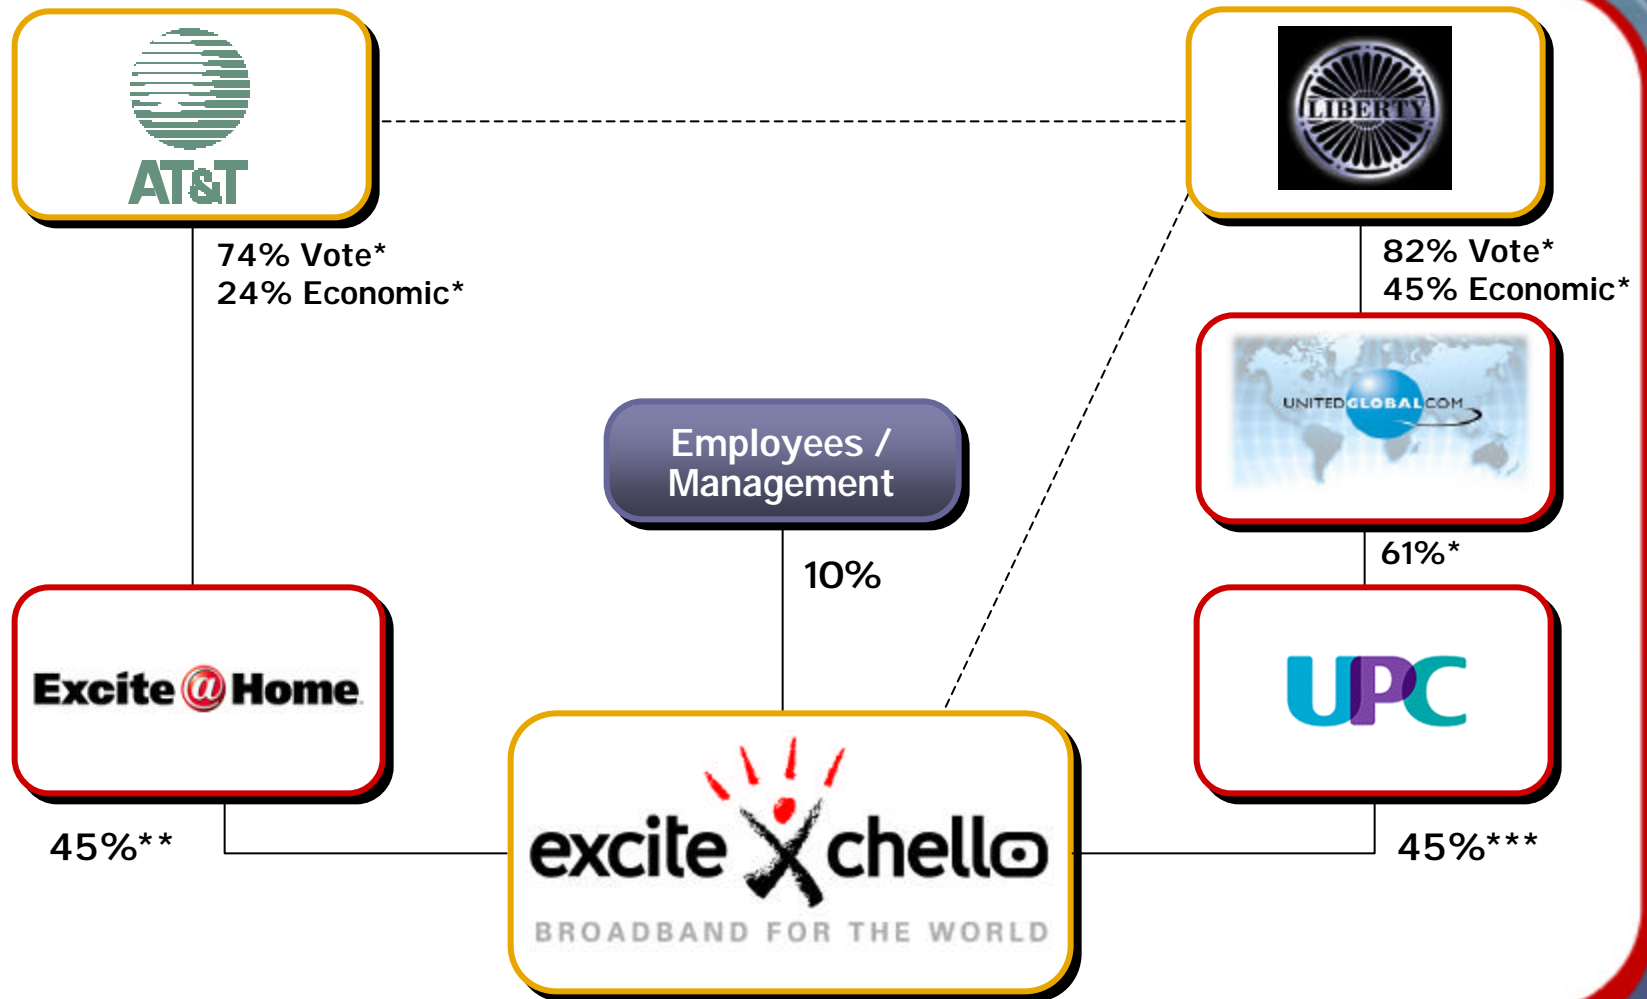 AT&T
LIBERTY
74% Vote*
24% Economic*
82% Vote*
45% Economic*
UNITEDGLOBALCOM
Employees /
Management
61%*
10%
Excite@Home
UPC
45%**
excite chello
45%***
BROADBAND FOR THE WORLD